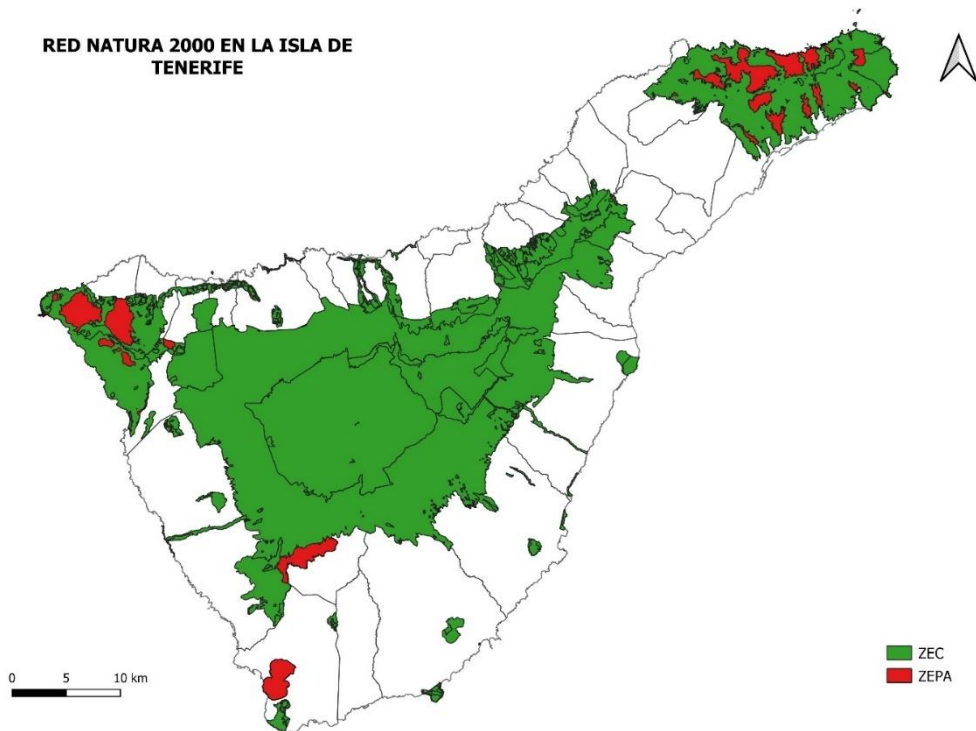 RED NATURA 2000 EN LA ISLA DE
TENERIFE
ZEC
ZEPA
0 5 10 km